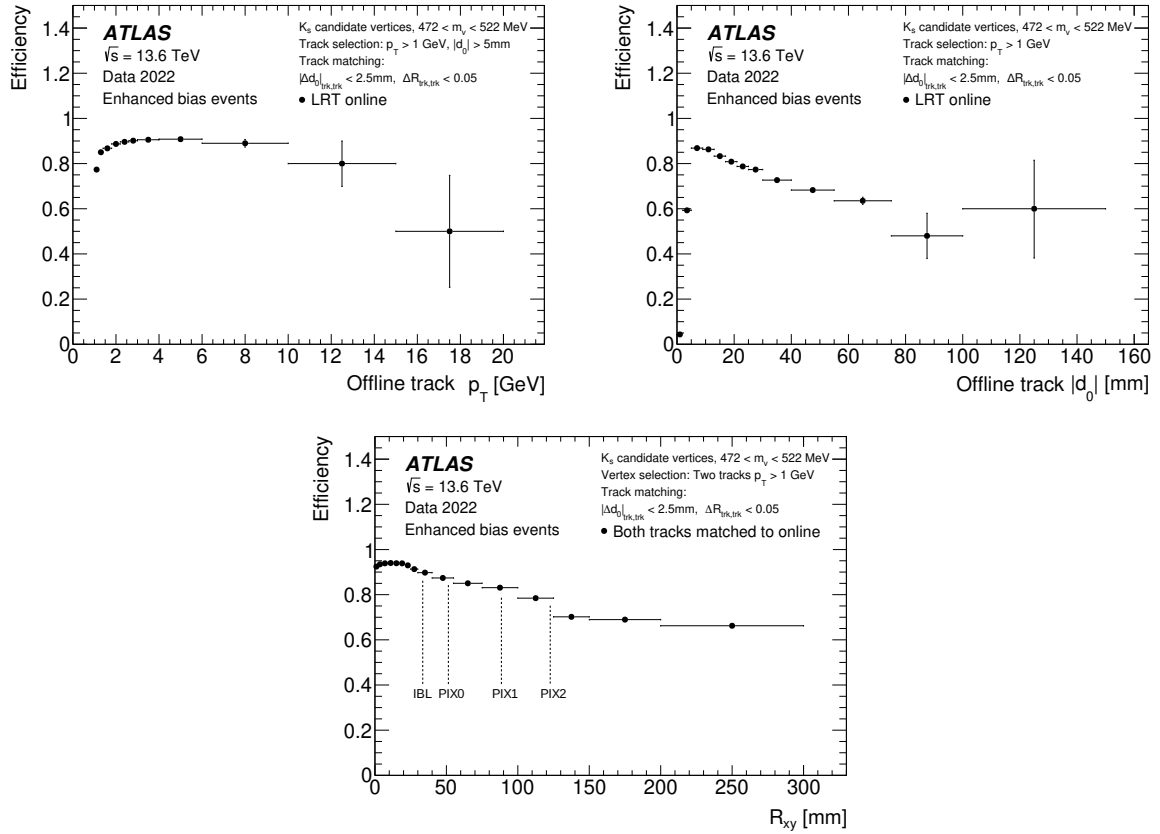 Efficiency
1.4
1.2
1
0.8
0.6
0.4
0.2
0
ATLAS
√s = 13.6 TeV
Data 2022
Enhanced bias events
Ks candidate vertices, 472 < mv < 522 MeV
Track selection: pT > 1 GeV, |d0| > 5mm
Track matching:
|Δd0|trk,trk < 2.5mm, ΔRtrk,trk < 0.05
LRT online
0 2 4 6 8 10 12 14 16 18 20
Offline track pT [GeV]
Efficiency
1.4
1.2
1
0.8
0.6
0.4
0.2
0
ATLAS
√s = 13.6 TeV
Data 2022
Enhanced bias events
Ks candidate vertices, 472 < mv < 522 MeV
Track selection: pT > 1 GeV
Track matching:
|Δd0|trk,trk < 2.5mm, ΔRtrk,trk < 0.05
LRT online
0 20 40 60 80 100 120 140 160
Offline track |d0| [mm]
Efficiency
1.4
1.2
1
0.8
0.6
0.4
0.2
0
ATLAS
√s = 13.6 TeV
Data 2022
Enhanced bias events
Ks candidate vertices, 472 < mv < 522 MeV
Vertex selection: Two tracks pT > 1 GeV
Track matching:
|Δd0|trk,trk < 2.5mm, ΔRtrk,trk < 0.05
Both tracks matched to online
IBL PIX0 PIX1 PIX2
0 50 100 150 200 250 300
Rxy [mm]